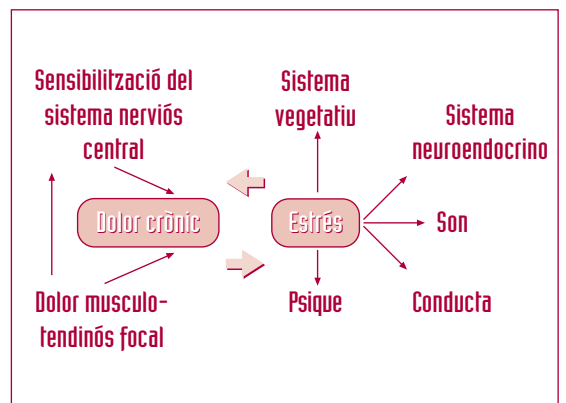 Sensibilització del
sistema nerviós
central
Sistema
vegetatiu
Sistema
neuroendocrino
Dolor crònic
Estrés
Son
Dolor musculo-
tendinós focal
Psique
Conducta